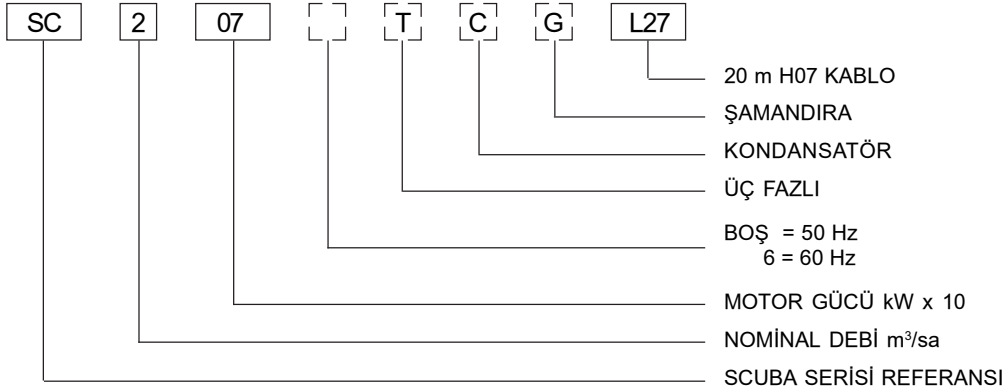 SC 2 07 T C G L27
20 m H07 KABLO
ŞAMANDIRA
KONDANSATÖR
ÜÇ FAZLI
BOŞ = 50 Hz
6 = 60 Hz
MOTOR GÜCÜ kW x 10
NOMİNAL DEBİ m³/sa
SCUBA SERİSİ REFERANSI